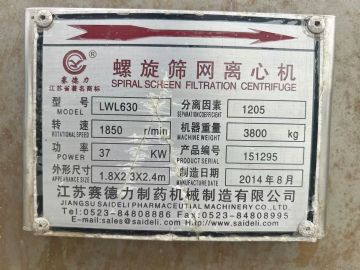 赛德力
江苏省著名商标
螺旋筛网离心机
SPIRAL SCREEN FILTRATION CENTRIFUGE
型号 MODEL LWL630 分离因素 SEPARATION COEFFICIENT 1205
转速 ROTATIONAL SPEED 1850 r/min 机器重量 MACHINE WEIGHT 3800 kg
功率 POWER 37 KW 产品编号 PRODUCT SERIAL 151295
外形尺寸 APPEARANCE SIZE 1.8X2.3X2.4m 制造日期 MANUFACTURE DATE 2014年8月
江苏赛德力制药机械制造有限公司
JIANGSU SAIDELI PHARMACEUTIAL MACHINERY CO.,LTD
Tel:0523-84808886 Fax:0523-84808995
E-mail:sales@saideli.com http://www.saideli.com